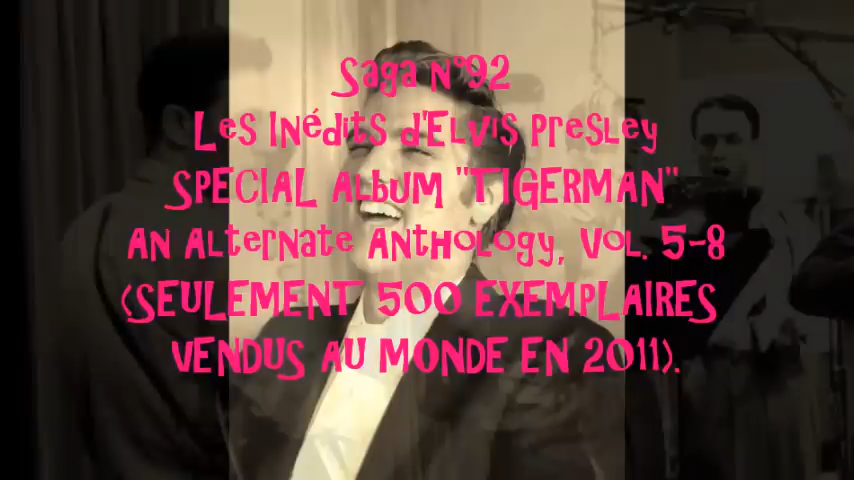 Saga N°92
Les Inédits d'Elvis Presley
SPECIAL Album "TIGERMAN"
An Alternate Anthology, Vol. 5-8
(SEULEMENT 500 EXEMPLAIRES
VENDUS AU MONDE EN 2011).